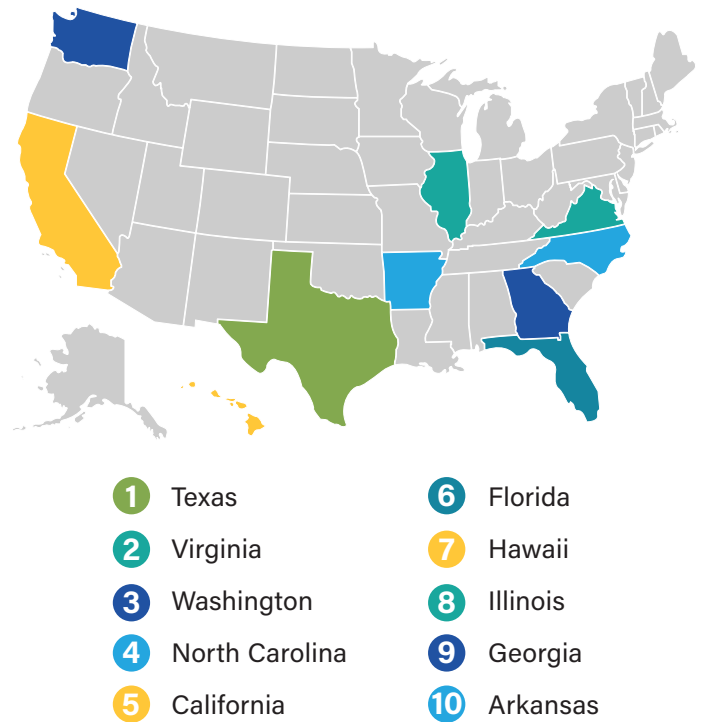 1 Texas
2 Virginia
3 Washington
4 North Carolina
5 California
6 Florida
7 Hawaii
8 Illinois
9 Georgia
10 Arkansas